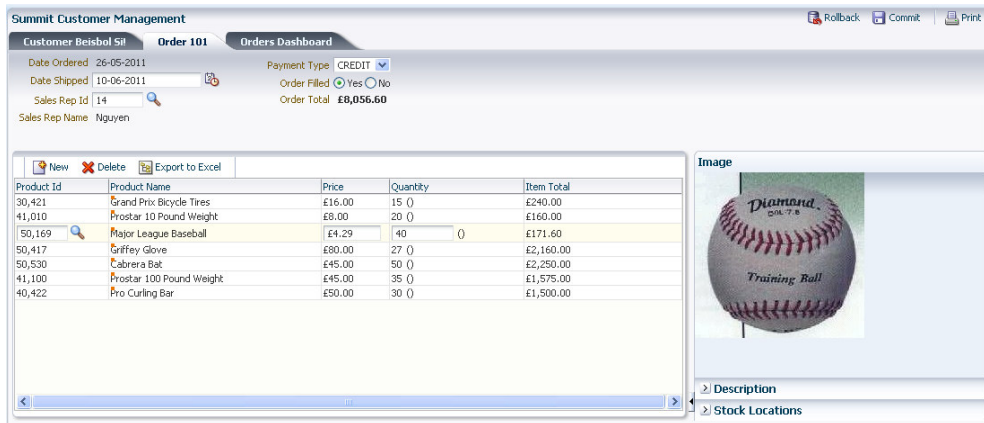 Summit Customer Management
Rollback Commit Print
Customer Beisbol Si! Order 101 Orders Dashboard
Date Ordered 26-05-2011
Payment Type CREDIT
Date Shipped 10-06-2011
Order Filled Yes No
Sales Rep Id 14
Order Total £8,056.60
Sales Rep Name Nguyen
New Delete Export to Excel
Product Id Product Name Price Quantity Item Total
30,421 Grand Prix Bicycle Tires £16.00 15 () £240.00
41,010 Prostar 10 Pound Weight £8.00 20 () £160.00
50,169 Major League Baseball £4.29 40 () £171.60
50,417 Griffey Glove £80.00 27 () £2,160.00
50,530 Cabrera Bat £45.00 50 () £2,250.00
41,100 Prostar 100 Pound Weight £45.00 35 () £1,575.00
40,422 Pro Curling Bar £50.00 30 () £1,500.00
Image
Diamond
Training Ball
Description
Stock Locations